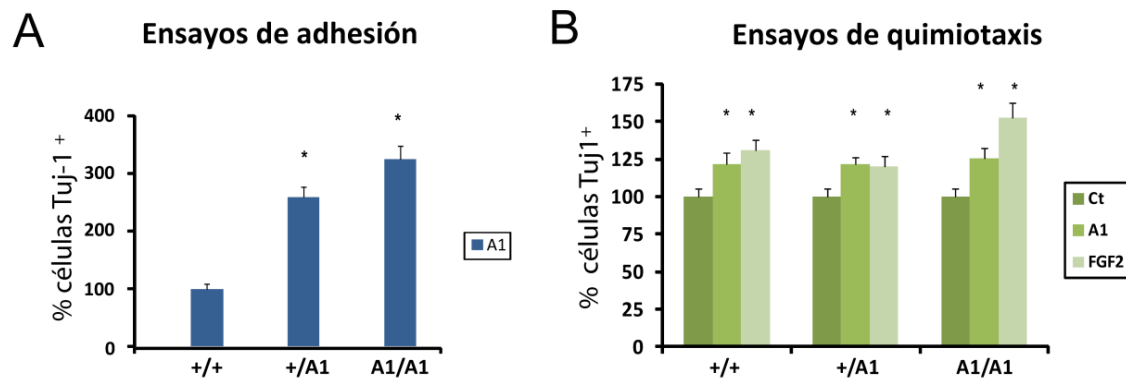 A
Ensayos de adhesión
% células Tuj-1 +
400
300
200
100
0
*
*
+/+
+/A1
A1/A1
A1
B
Ensayos de quimiotaxis
% células Tuj1+
175
150
125
100
75
50
25
0
* *
* *
* *
+/+
+/A1
A1/A1
Ct
A1
FGF2